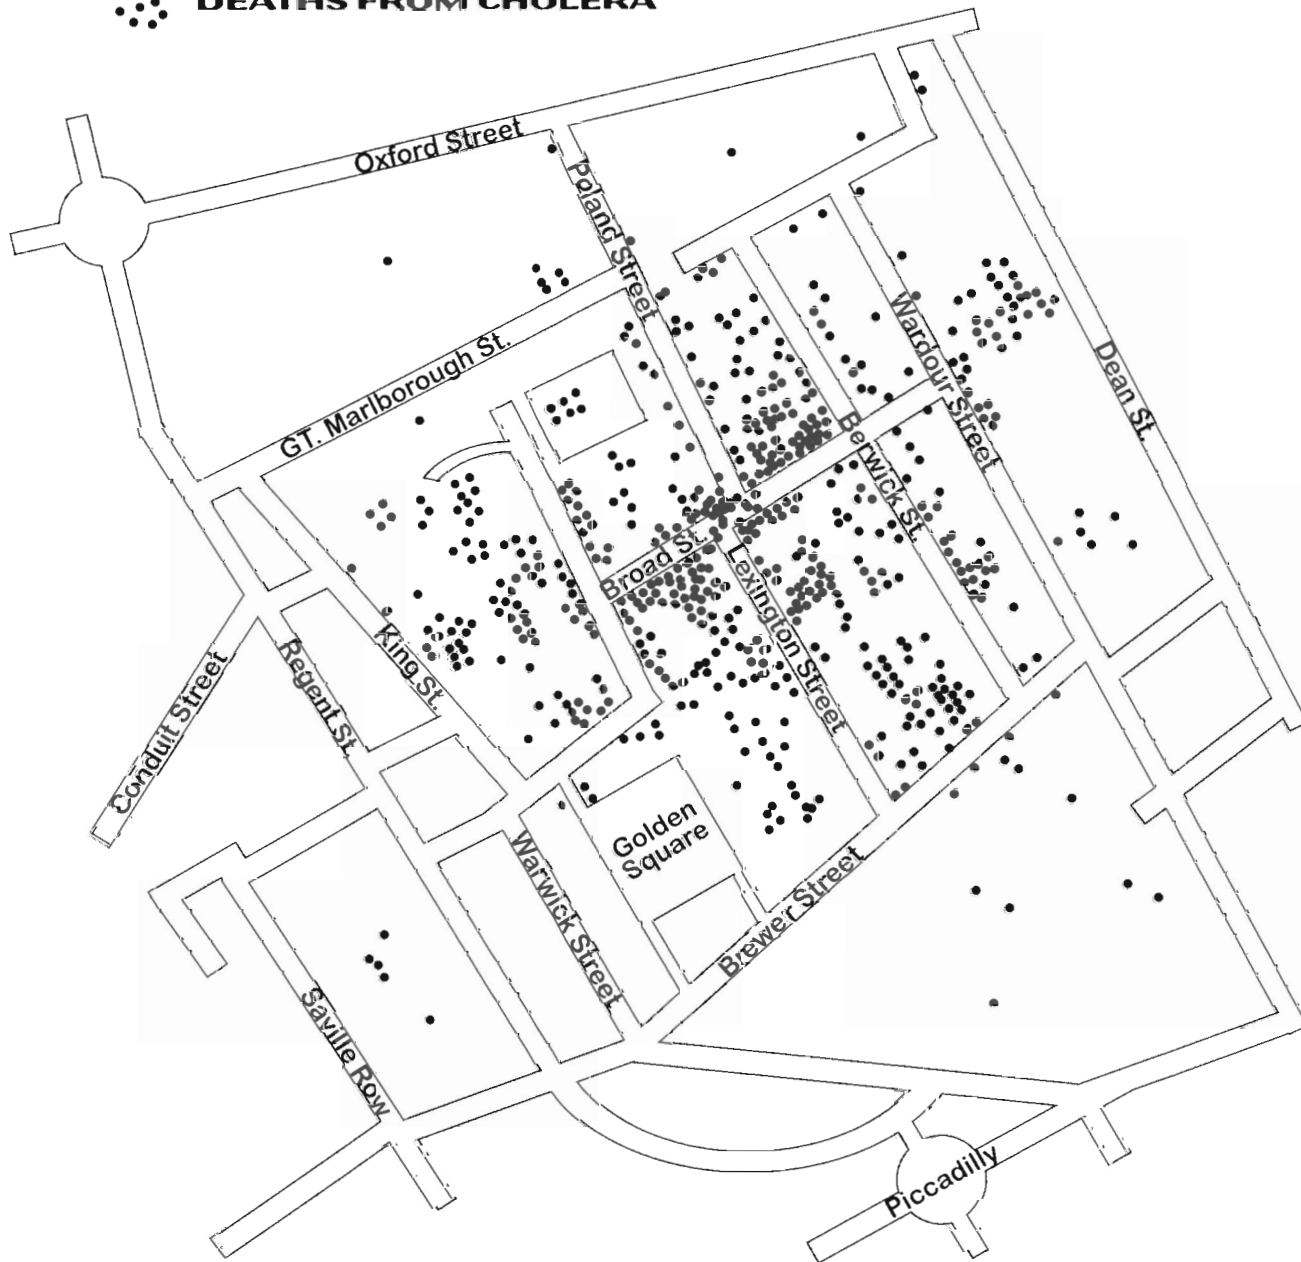 DEATHS FROM CHOLERA
Oxford Street
Poland Street
GT. Marlborough St.
Wardour Street
Dean St.
Berwick St.
Broad St.
Lexington Street
King St.
Regent St
Conduit Street
Golden
Square
Warwick Street
Brewer Street
Saville Row
Piccadilly